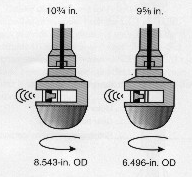 10¾ in.
9⅝ in.
8.543-in. OD
6.496-in. OD